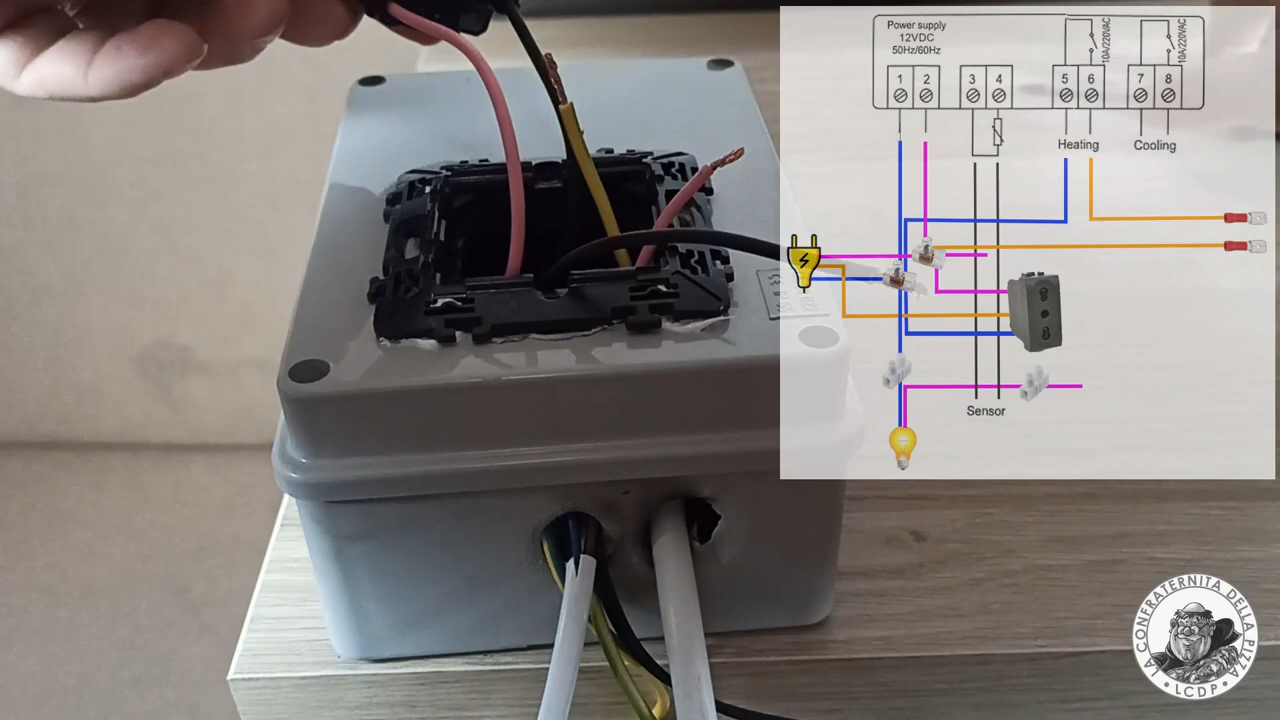 Power supply
12VDC
50Hz/60Hz
10A/220VAC
10A/220VAC
1 2 3 4 5 6 7 8
Heating
Cooling
Sensor
LA CONFRATERNITA DELLA PIZZA
• LCDP •